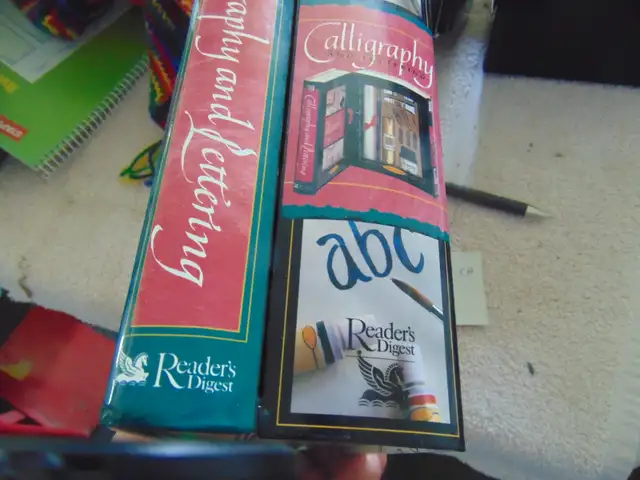 raphy and Lettering
Reader's
Digest
Calligraphy
abc
Reader's
Digest